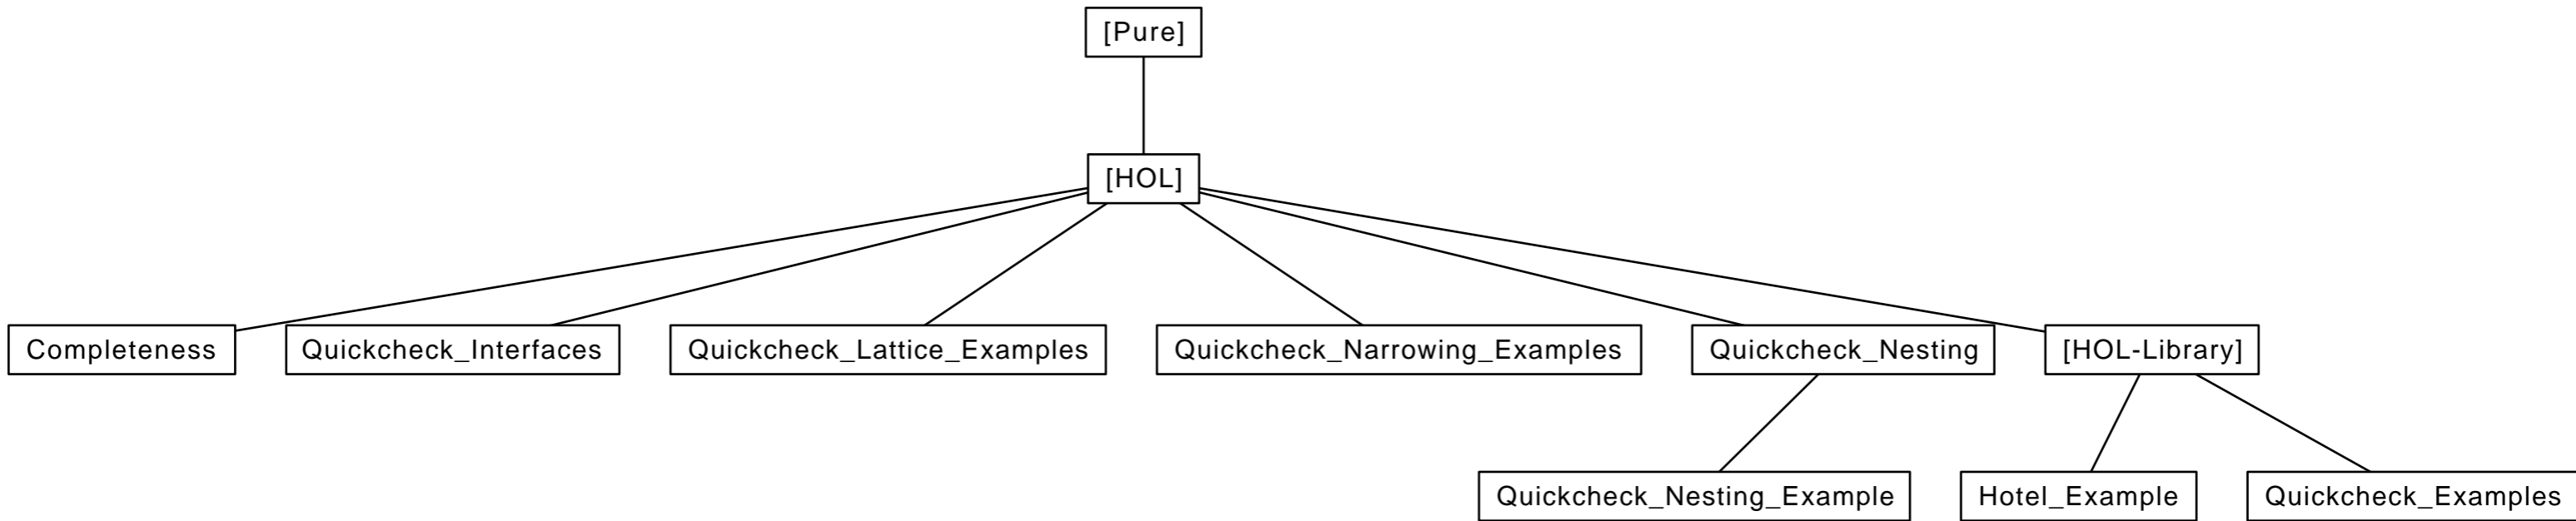 [Pure]
[HOL]
Completeness
Quickcheck_Interfaces
Quickcheck_Lattice_Examples
Quickcheck_Narrowing_Examples
Quickcheck_Nesting
[HOL-Library]
Quickcheck_Nesting_Example
Hotel_Example
Quickcheck_Examples